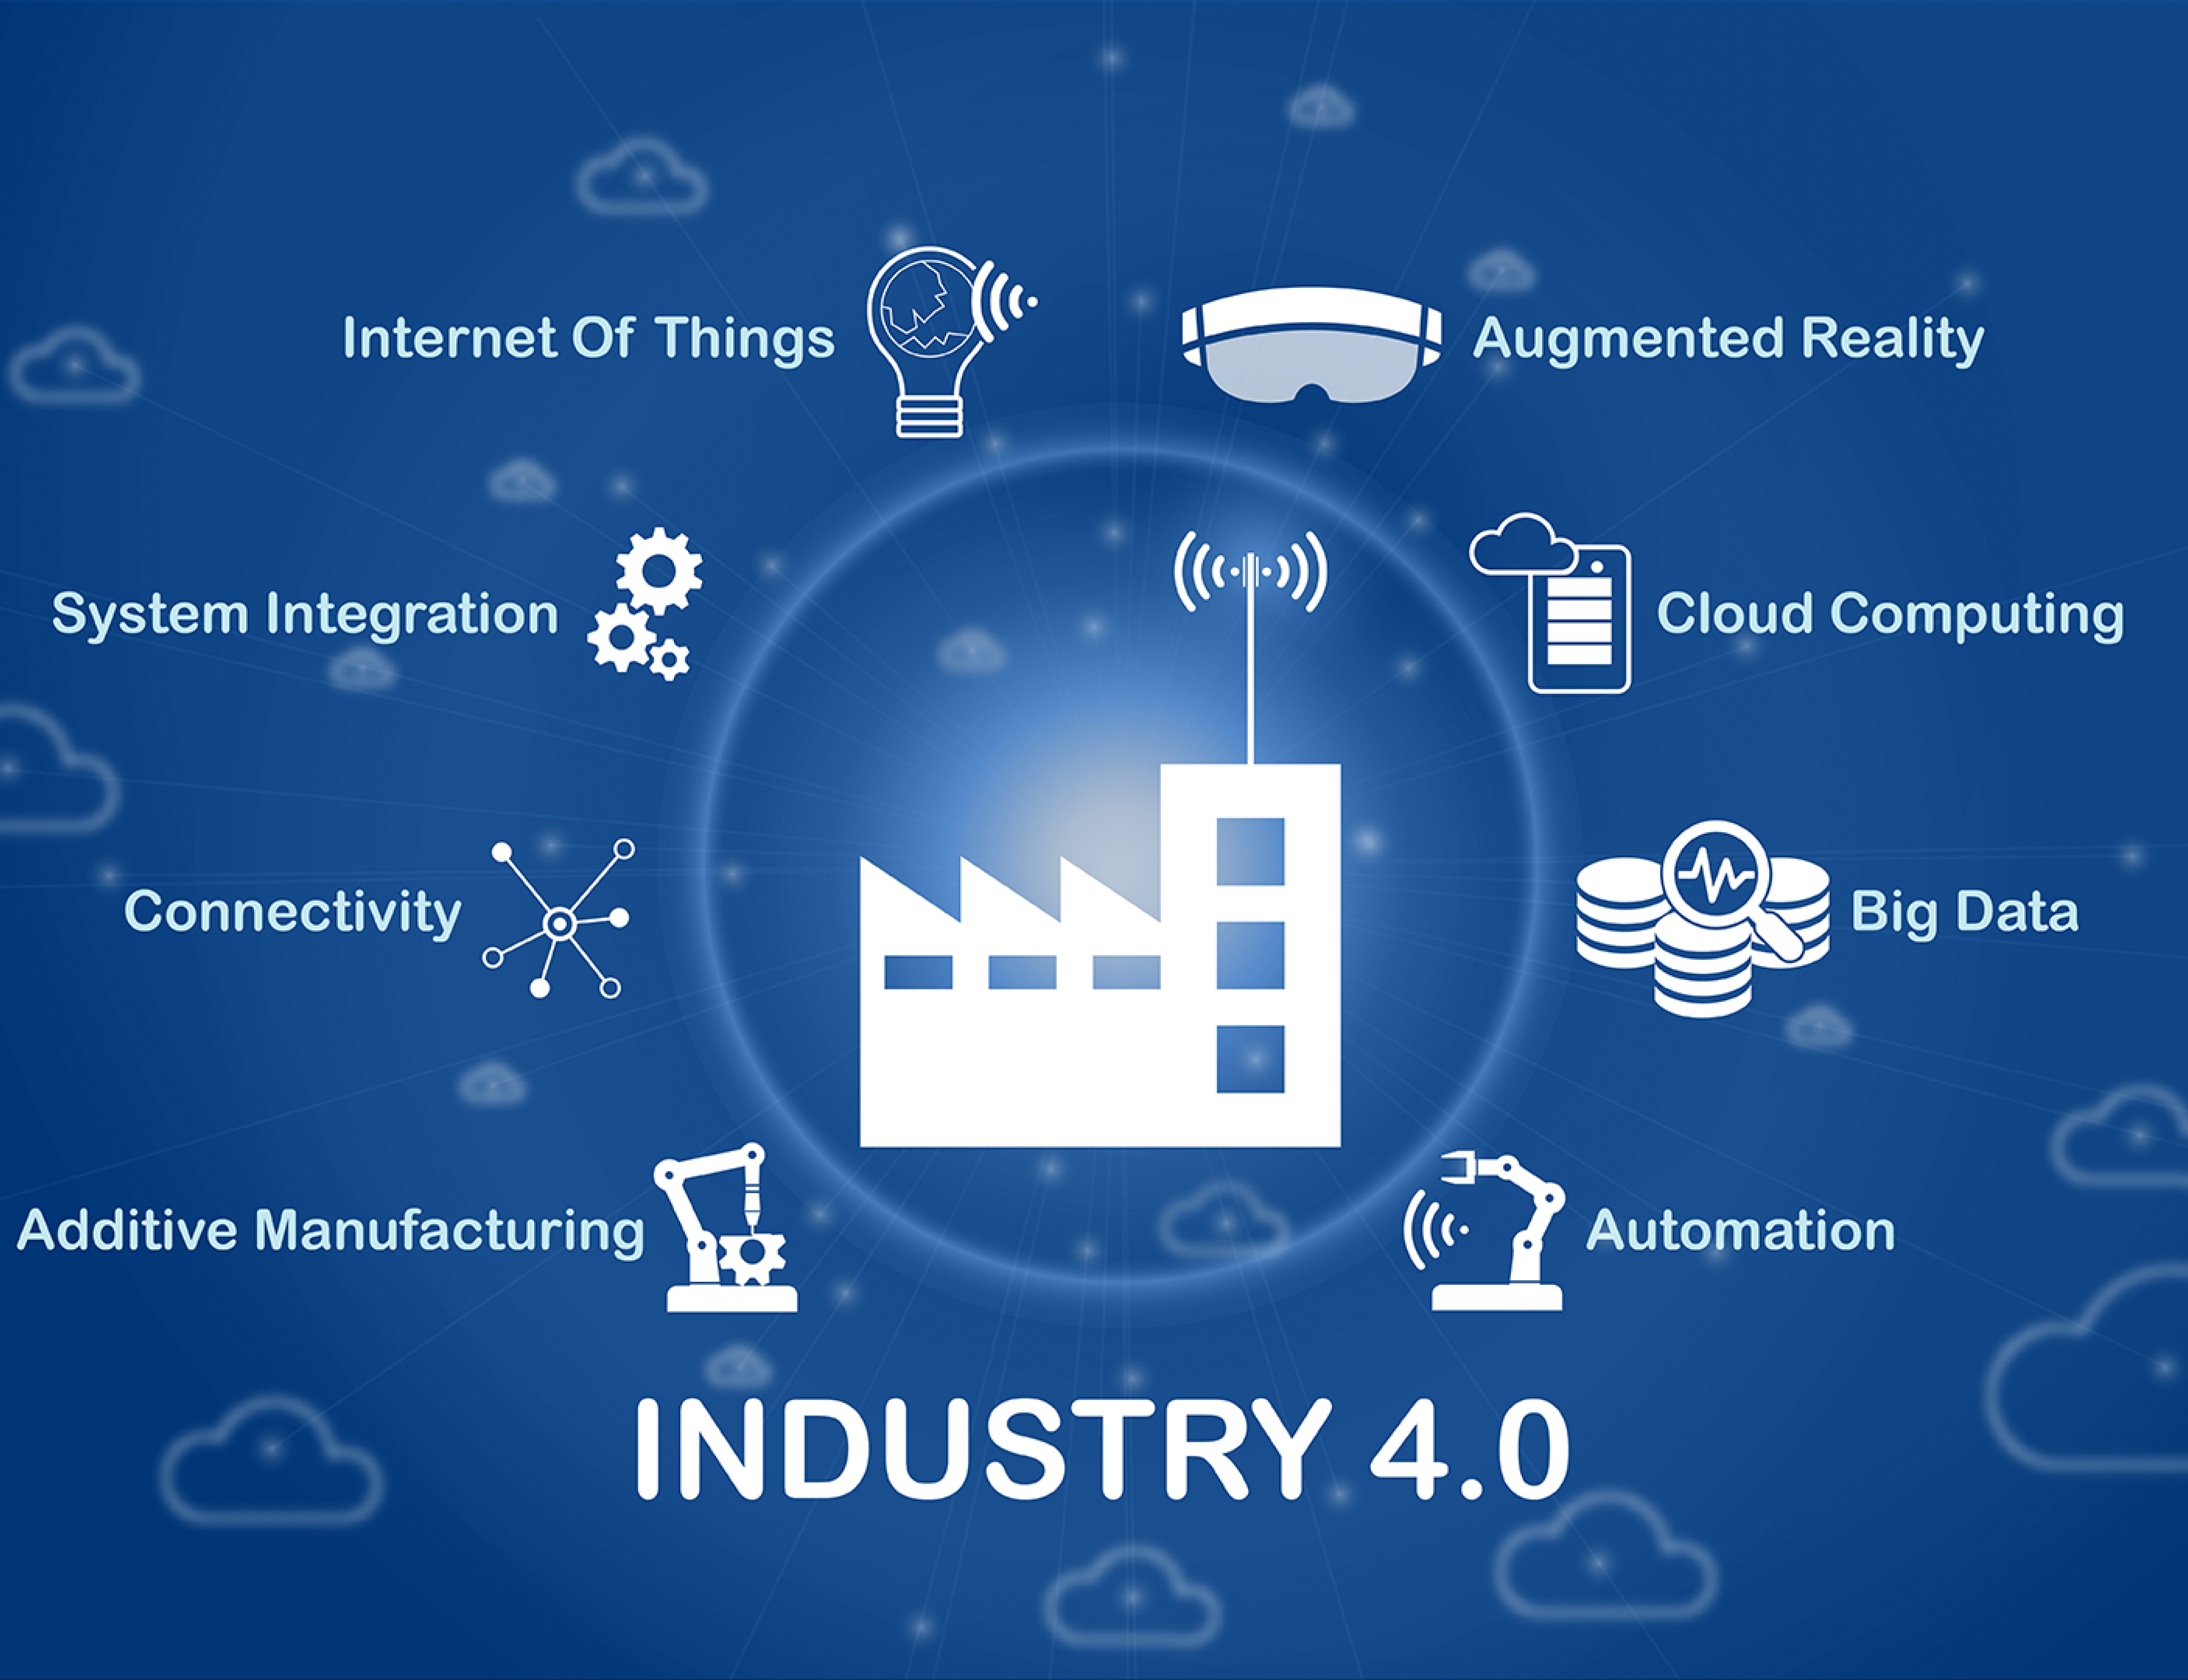 Internet Of Things
Augmented Reality
System Integration
Cloud Computing
Connectivity
Big Data
Additive Manufacturing
Automation
INDUSTRY 4.0